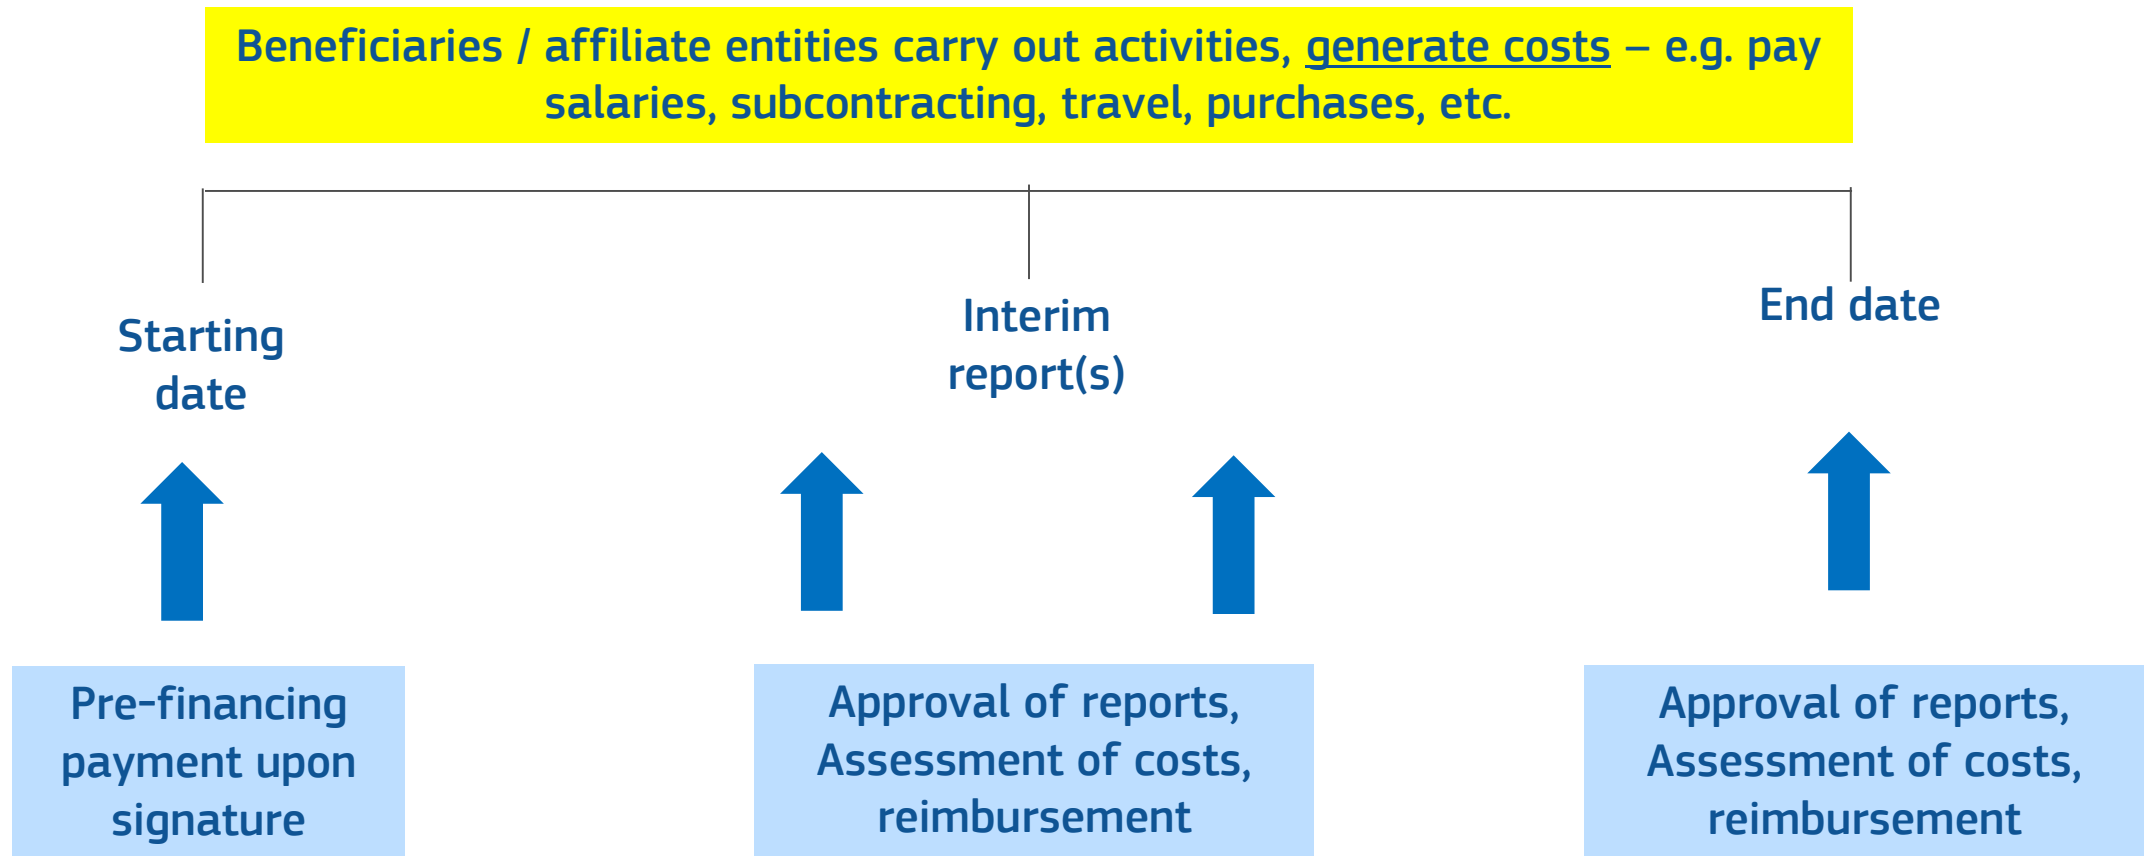 Beneficiaries / affiliate entities carry out activities, generate costs – e.g. pay
salaries, subcontracting, travel, purchases, etc.
Starting
date
Interim
report(s)
End date
Pre-financing
payment upon
signature
Approval of reports,
Assessment of costs,
reimbursement
Approval of reports,
Assessment of costs,
reimbursement